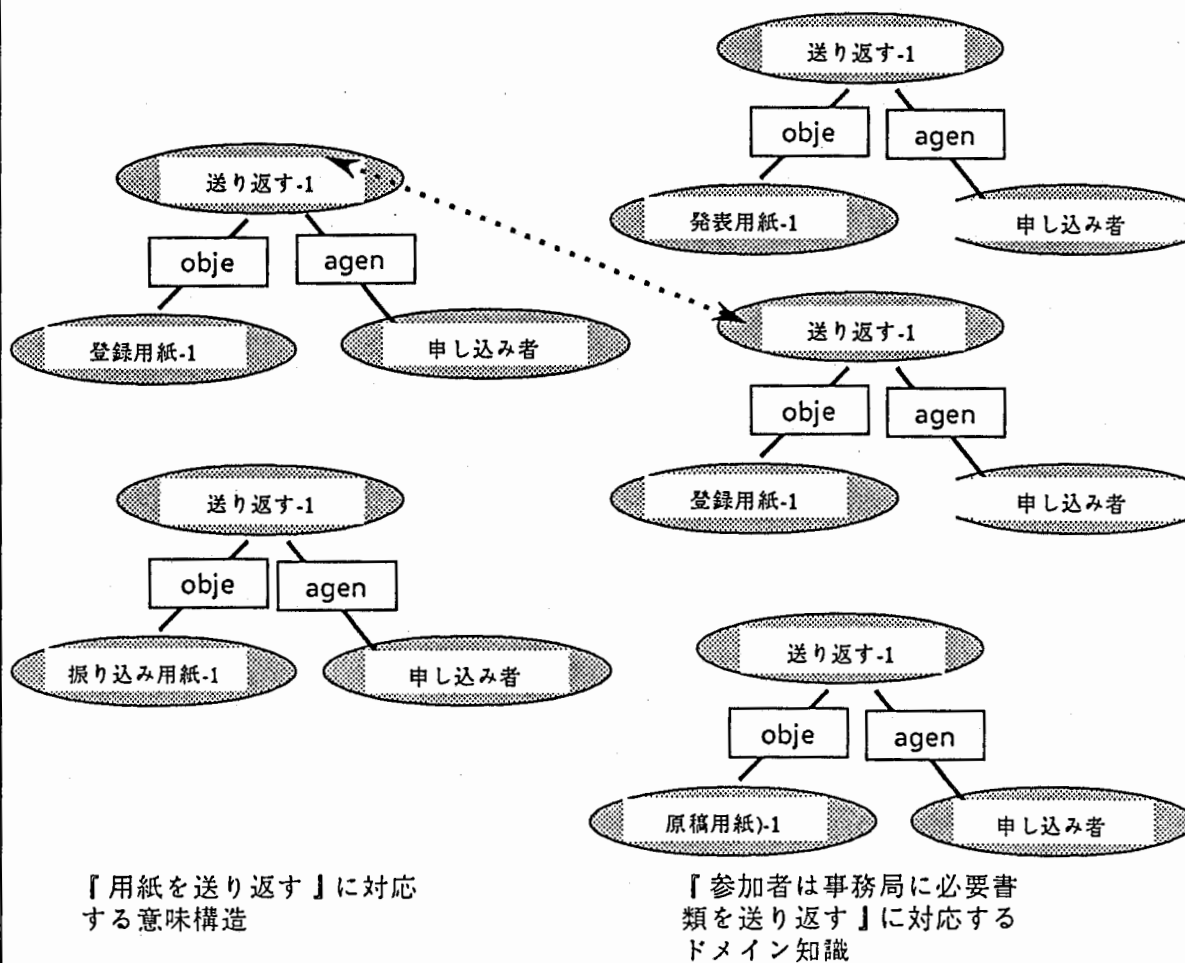 送り返す-1
obje
agen
登録用紙-1
申し込み者
送り返す-1
obje
agen
振り込み用紙-1
申し込み者
『用紙を送り返す』に対応
する意味構造
送り返す-1
obje
agen
発表用紙-1
申し込み者
送り返す-1
obje
agen
登録用紙-1
申し込み者
送り返す-1
obje
agen
原稿用紙)-1
申し込み者
『参加者は事務局に必要書
類を送り返す』に対応する
ドメイン知識